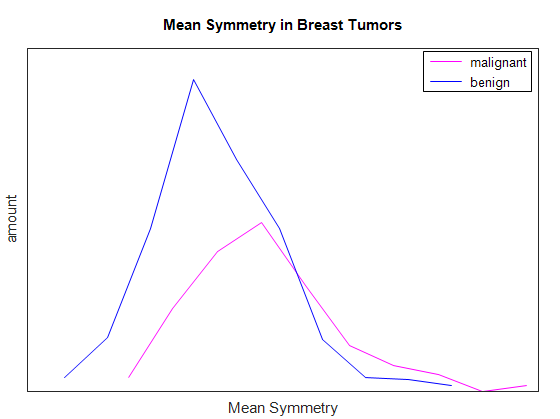 Mean Symmetry in Breast Tumors
malignant
benign
amount
Mean Symmetry